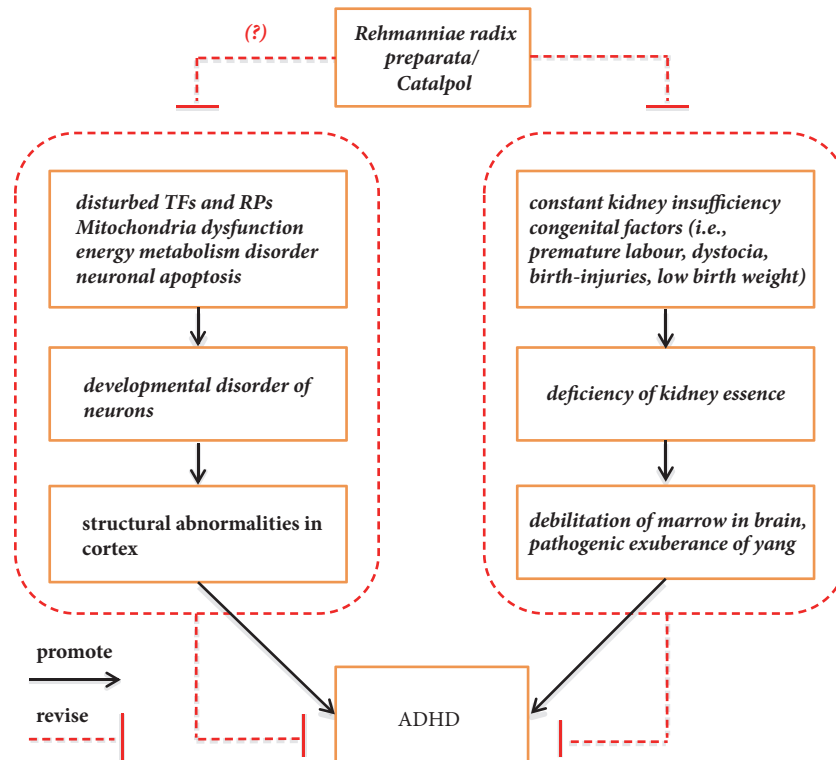 (?)
Rehmanniae radix
preparata/
Catalpol
disturbed TFs and RPs
Mitochondria dysfunction
energy metabolism disorder
neuronal apoptosis
constant kidney insufficiency
congenital factors (i.e.,
premature labour, dystocia,
birth-injuries, low birth weight)
developmental disorder of
neurons
deficiency of kidney essence
structural abnormalities in
cortex
debilitation of marrow in brain,
pathogenic exuberance of yang
promote
revise
ADHD